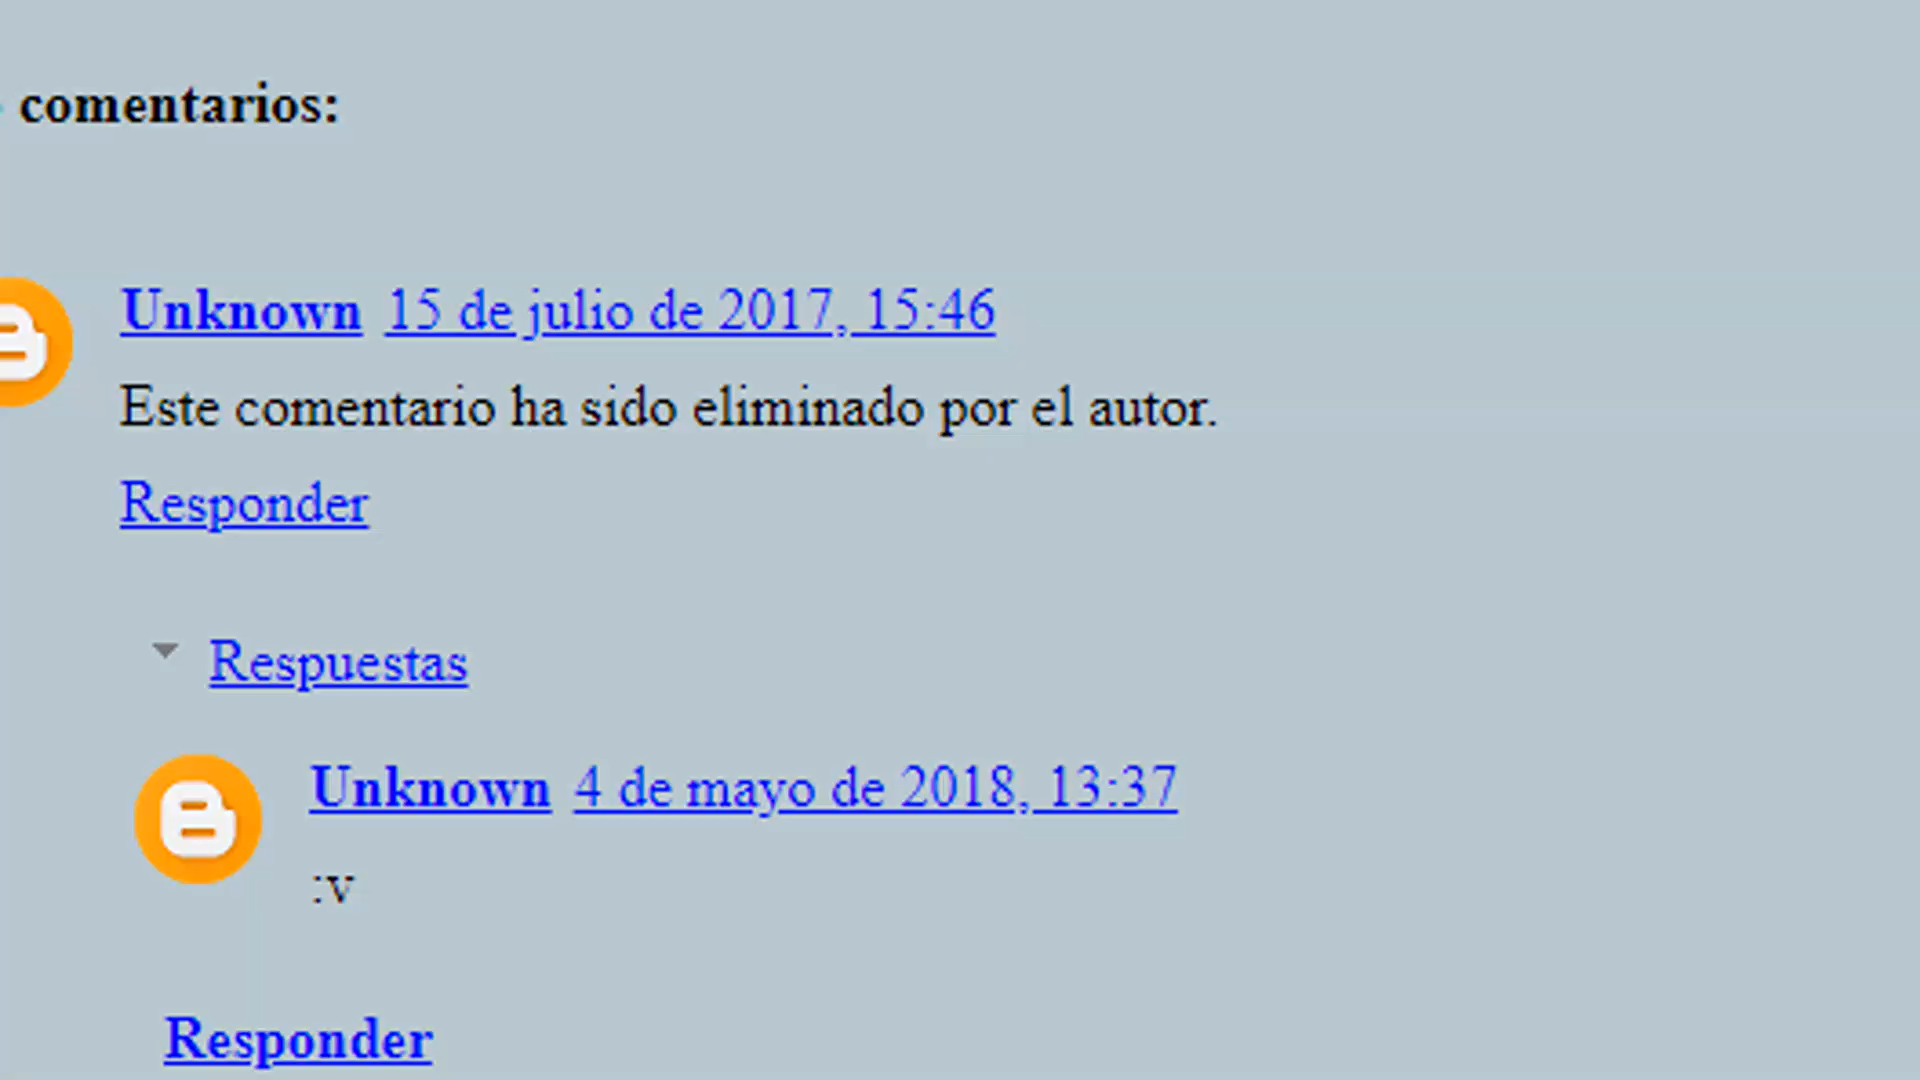 comentarios:
Unknown 15 de julio de 2017, 15:46
Este comentario ha sido eliminado por el autor.
Responder
Respuestas
Unknown 4 de mayo de 2018, 13:37
:v
Responder